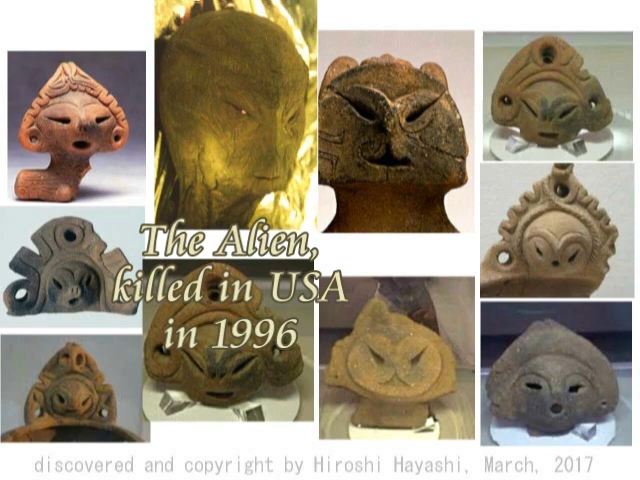 The Alien,
killed in USA
in 1996
discovered and copyright by Hiroshi Hayashi, March, 2017